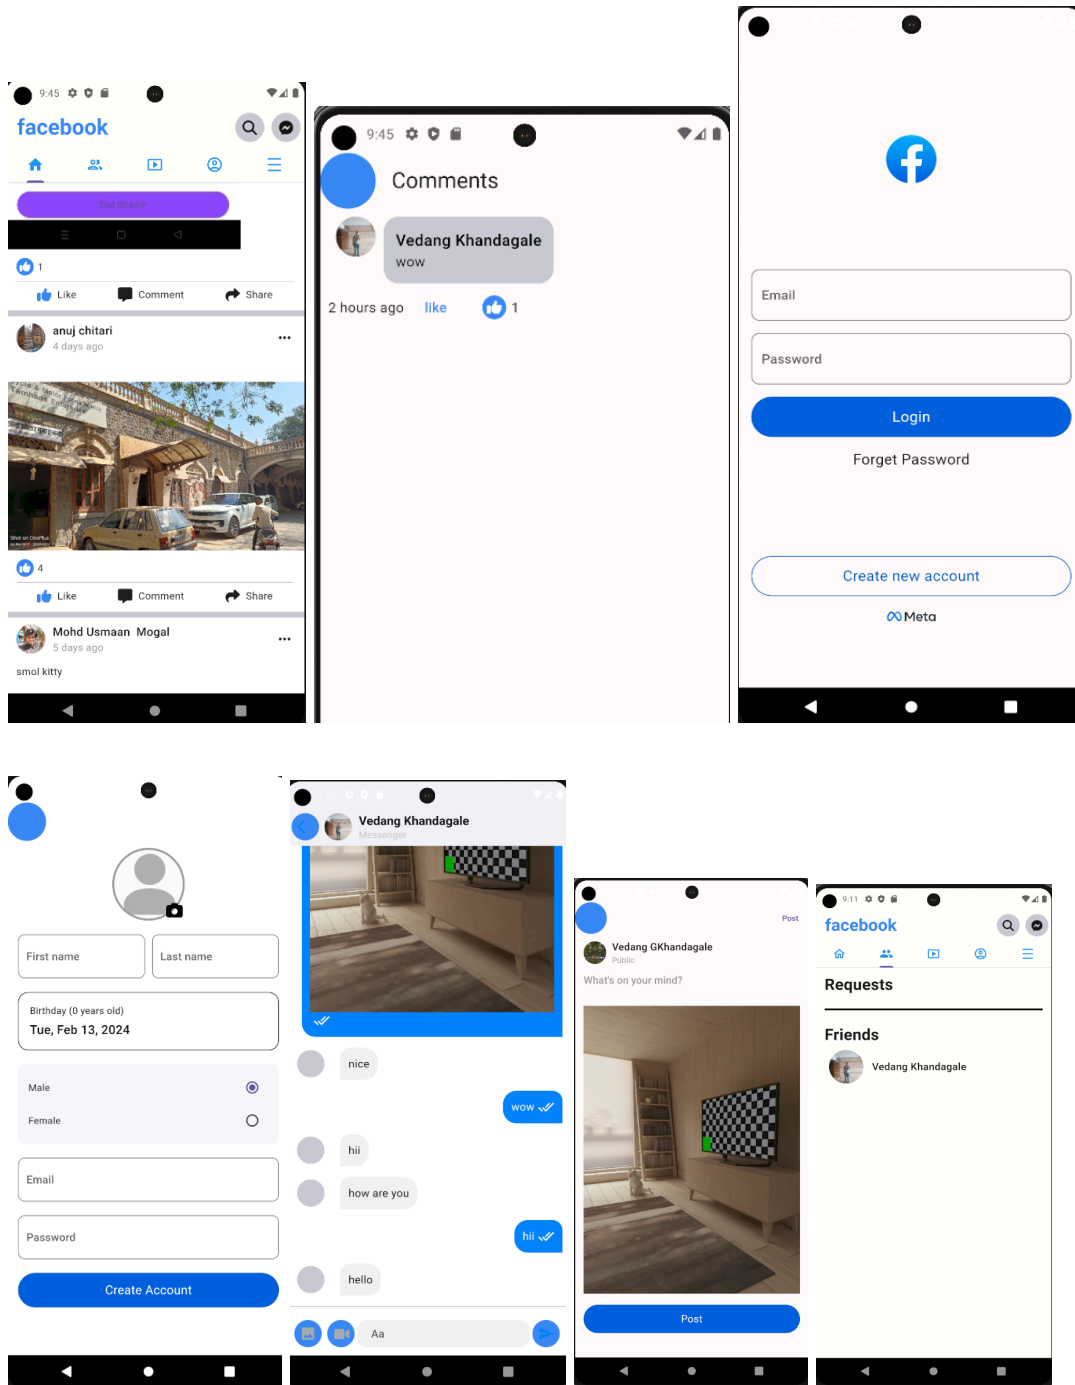 9:45
facebook
End Stream
1
Like Comment Share
anuj chitari
4 days ago
Shot on OnePlus
4
Like Comment Share
Mohd Usmaan Mogal
5 days ago
smol kitty
9:45
Comments
Vedang Khandagale
wow
2 hours ago like 1
Email
Password
Login
Forget Password
Create new account
Meta
First name Last name
Birthday (0 years old)
Tue, Feb 13, 2024
Male
Female
Email
Password
Create Account
Vedang Khandagale
Messenger
nice
wow
hii
how are you
hii
hello
Aa
Post
Vedang GKhandagale
Public
What's on your mind?
Post
9:11
facebook
Requests
Friends
Vedang Khandagale